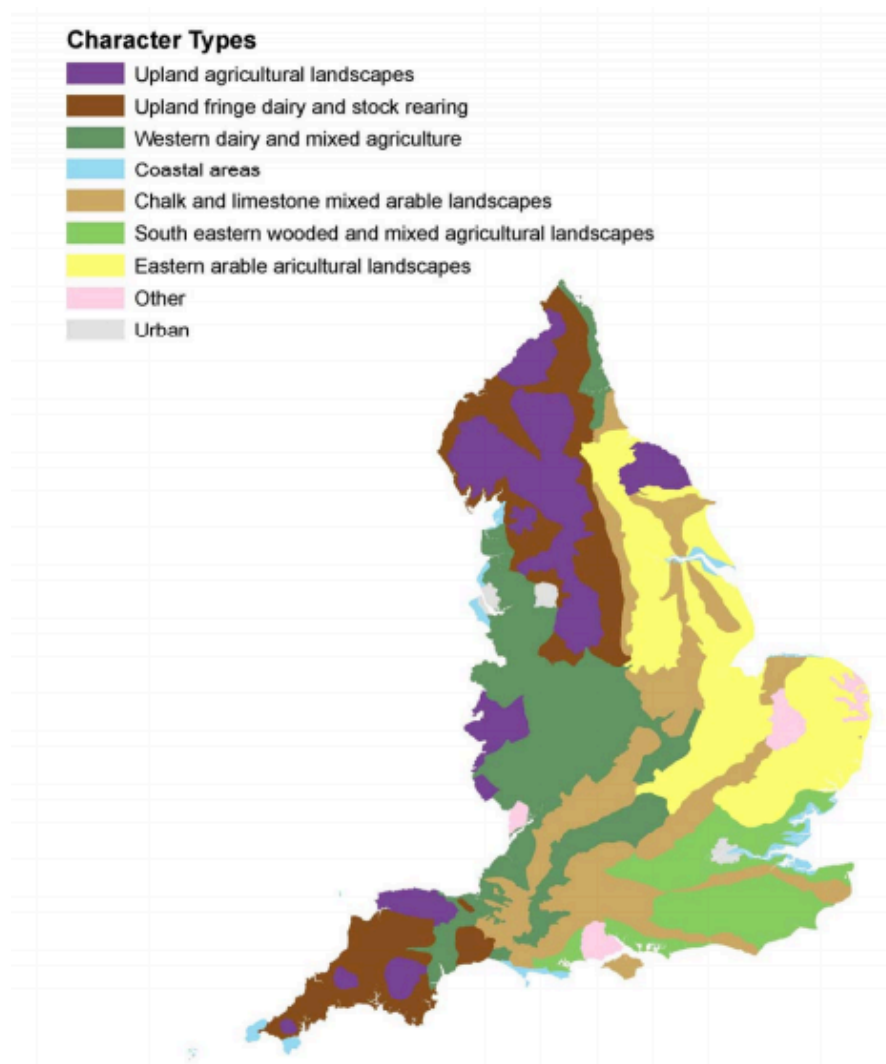 Character Types
Upland agricultural landscapes
Upland fringe dairy and stock rearing
Western dairy and mixed agriculture
Coastal areas
Chalk and limestone mixed arable landscapes
South eastern wooded and mixed agricultural landscapes
Eastern arable aricultural landscapes
Other
Urban